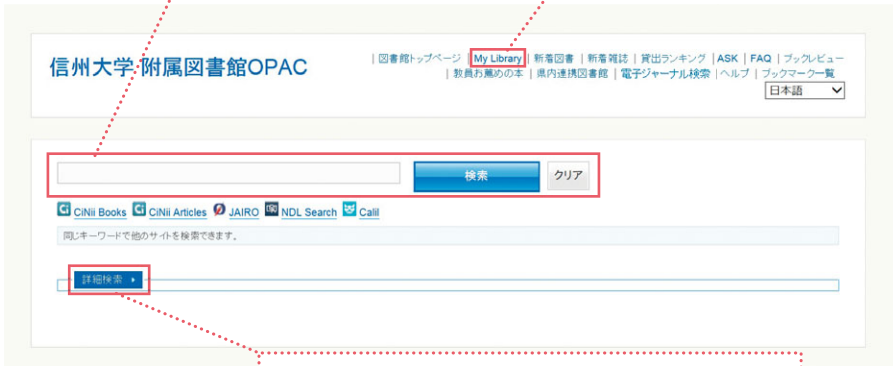 信州大学 附属図書館OPAC
| 図書館トップページ | My Library | 新着図書 | 新着雑誌 | 貸出ランキング | ASK | FAQ | ブックレビュー
| 教員お薦めの本 | 県内連携図書館 | 電子ジャーナル検索 | ヘルプ | ブックマーク一覧
日本語
検索 クリア
CiNii Books CiNii Articles JAIRO NDL Search Calil
同じキーワードで他のサイトを検索できます。
詳細検索